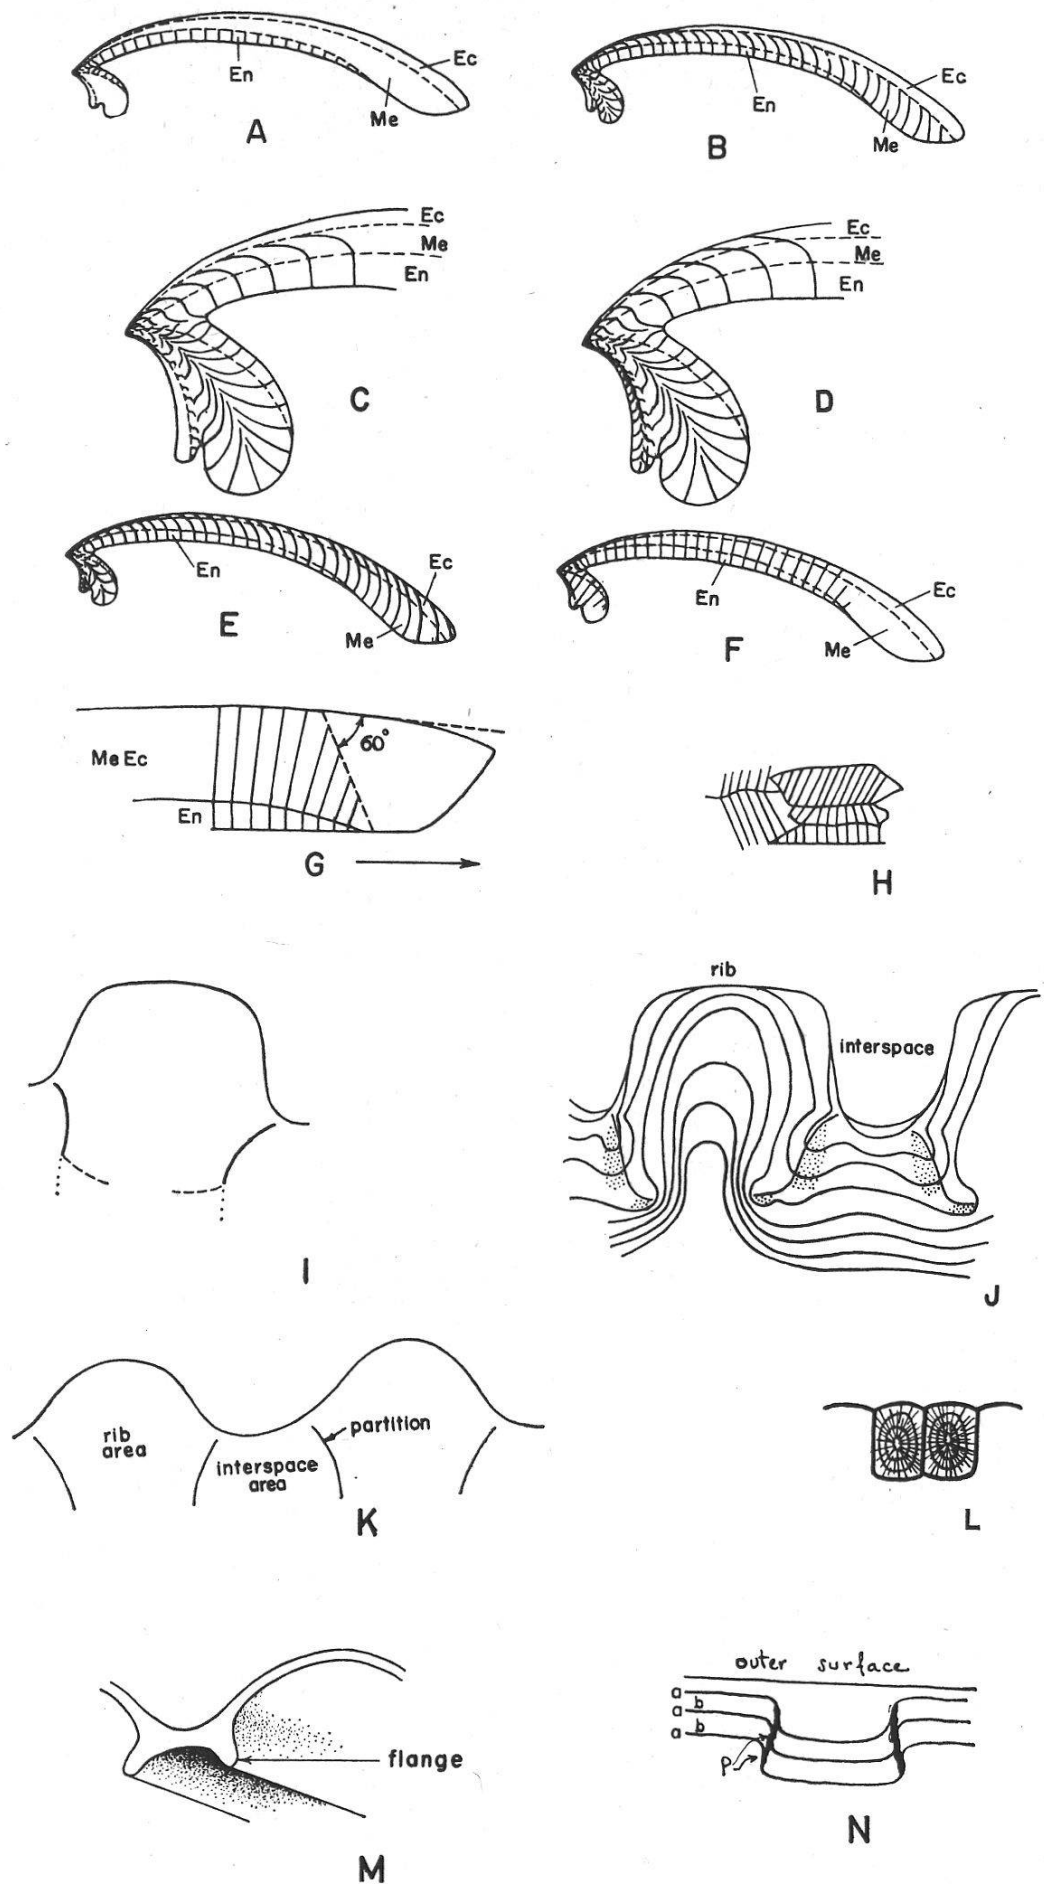 Ec
En
Me
A
Ec
En
Me
B
Ec
Me
En
C
Ec
Me
En
D
En
Ec
Me
E
En
Ec
Me
F
60°
Me Ec
En
G
H
I
rib
interspace
J
rib
area
partition
interspace
area
K
L
flange
M
outer surface
a
b
a
b
a
p
N